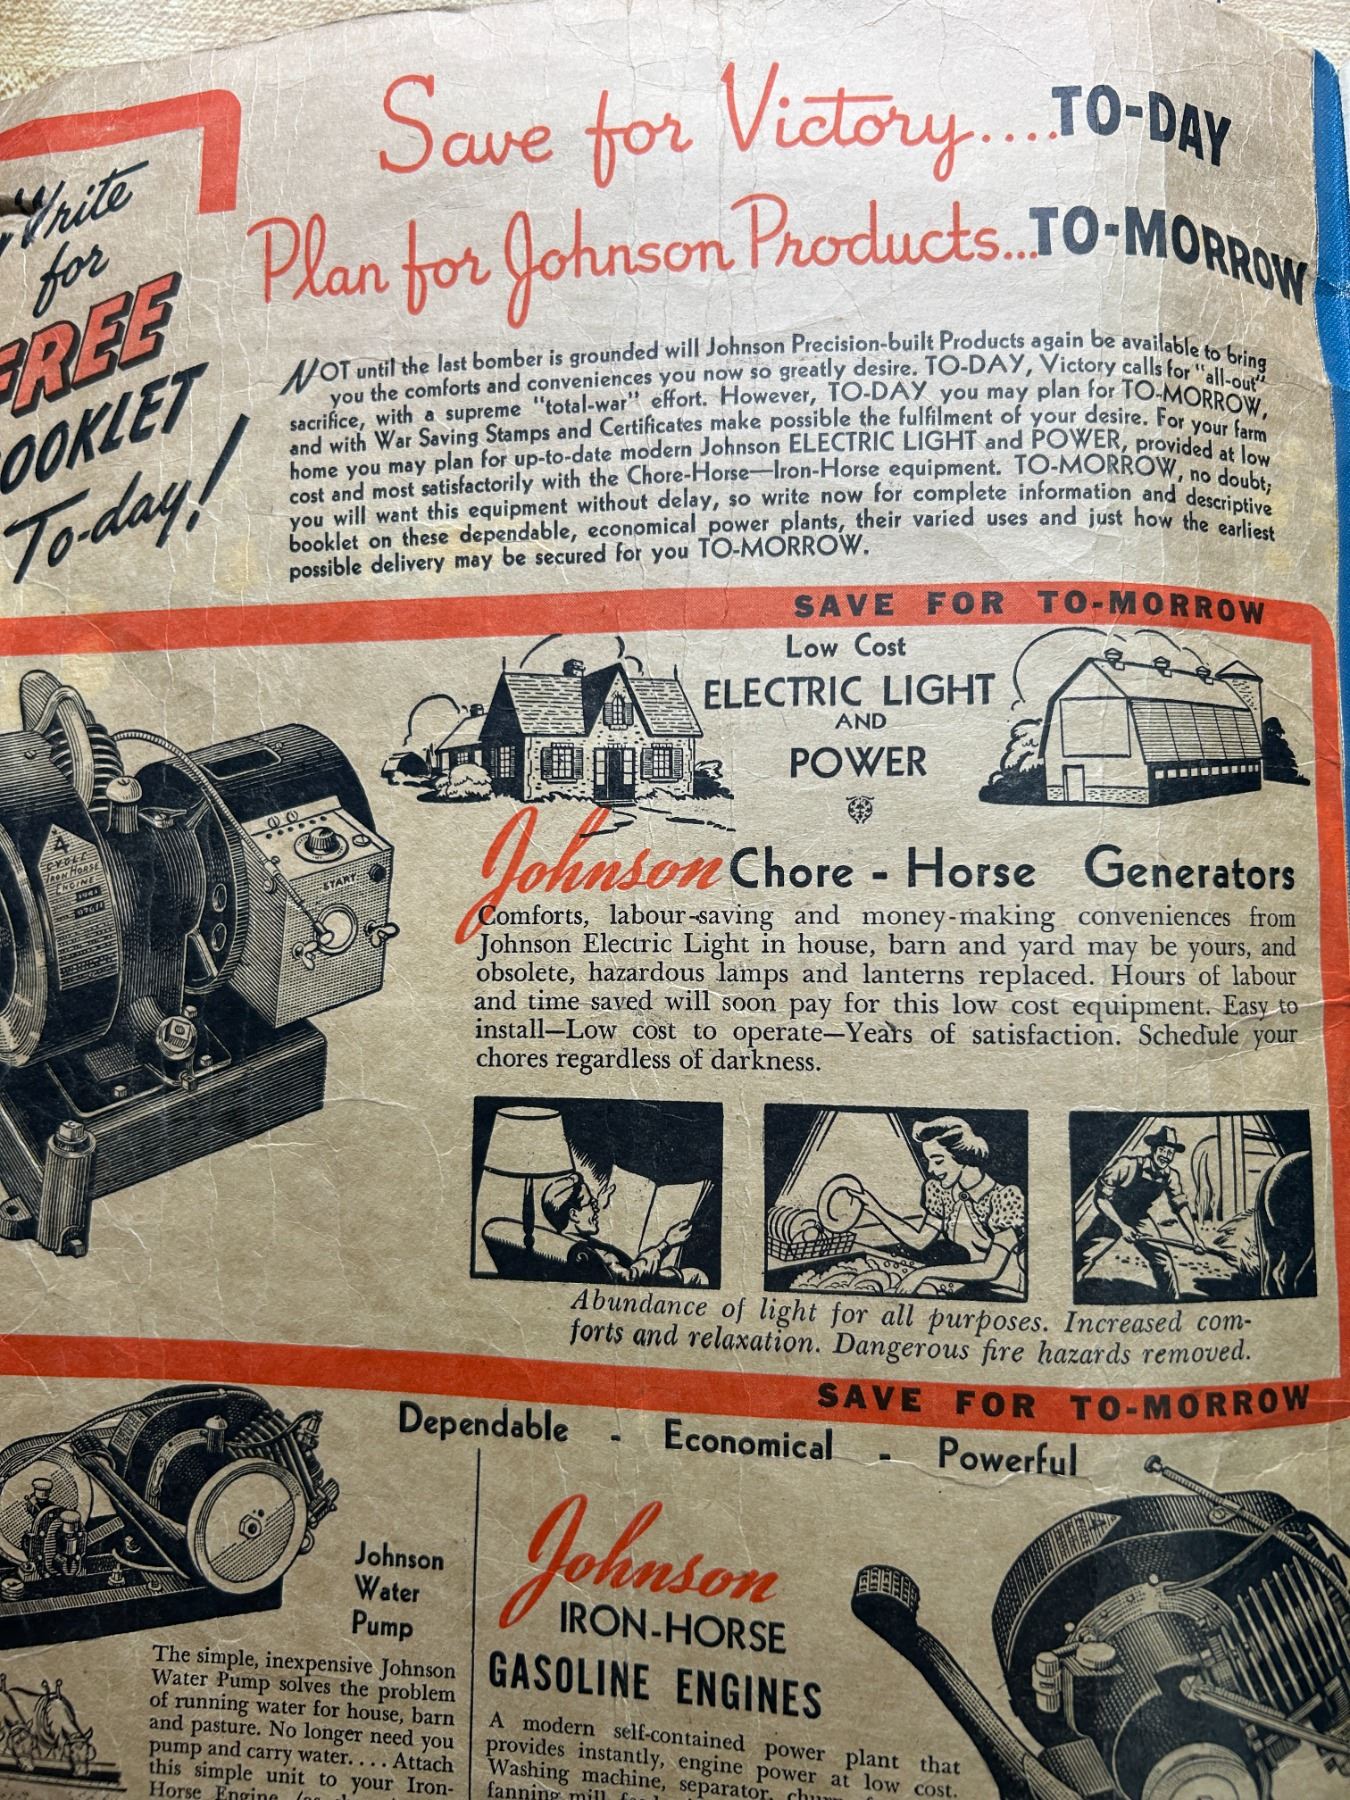 Save for Victory....TO-DAY
Plan for Johnson Products...TO-MORROW
Write
for
FREE
BOOKLET
To-day!
NOT until the last bomber is grounded will Johnson Precision-built Products again be available to bring
you the comforts and conveniences you now so greatly desire. TO-DAY, Victory calls for "all-out"
sacrifice, with a supreme "total-war" effort. However, TO-DAY you may plan for TO-MORROW,
and with War Saving Stamps and Certificates make possible the fulfilment of your desire. For your farm
home you may plan for up-to-date modern Johnson ELECTRIC LIGHT and POWER, provided at low
cost and most satisfactorily with the Chore-Horse—Iron-Horse equipment. TO-MORROW, no doubt;
you will want this equipment without delay, so write now for complete information and descriptive
booklet on these dependable, economical power plants, their varied uses and just how the earliest
possible delivery may be secured for you TO-MORROW.
SAVE FOR TO-MORROW
Low Cost
ELECTRIC LIGHT
AND
POWER
4
CYCLE
IRON HORSE
ENGINE
START
Johnson Chore - Horse Generators
Comforts, labour-saving and money-making conveniences from
Johnson Electric Light in house, barn and yard may be yours, and
obsolete, hazardous lamps and lanterns replaced. Hours of labour
and time saved will soon pay for this low cost equipment. Easy to
install—Low cost to operate—Years of satisfaction. Schedule your
chores regardless of darkness.
Abundance of light for all purposes. Increased com-
forts and relaxation. Dangerous fire hazards removed.
SAVE FOR TO-MORROW
Dependable - Economical - Powerful
Johnson
Water
Pump
The simple, inexpensive Johnson
Water Pump solves the problem
of running water for house, barn
and pasture. No longer need you
pump and carry water.... Attach
this simple unit to your Iron-
Horse Engine
Johnson
IRON-HORSE
GASOLINE ENGINES
A modern self-contained power plant that
provides instantly, engine power at low cost.
Washing machine, separator,
fanning mill